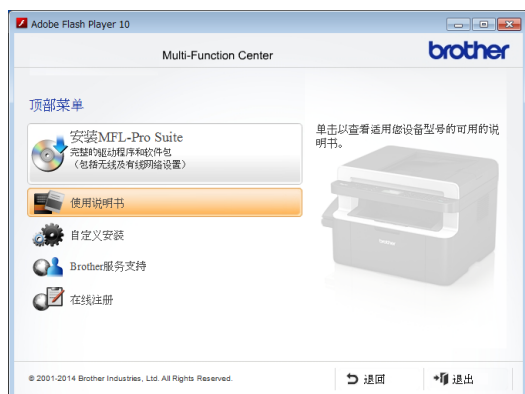 Adobe Flash Player 10
Multi-Function Center
brother
顶部菜单
安装MFL-Pro Suite
完整的驱动程序和软件包
（包括无线及有线网络设置）
使用说明书
自定义安装
Brother服务支持
在线注册
单击以查看适用您设备型号的可用的说
明书。
© 2001-2014 Brother Industries, Ltd. All Rights Reserved.
退回
退出